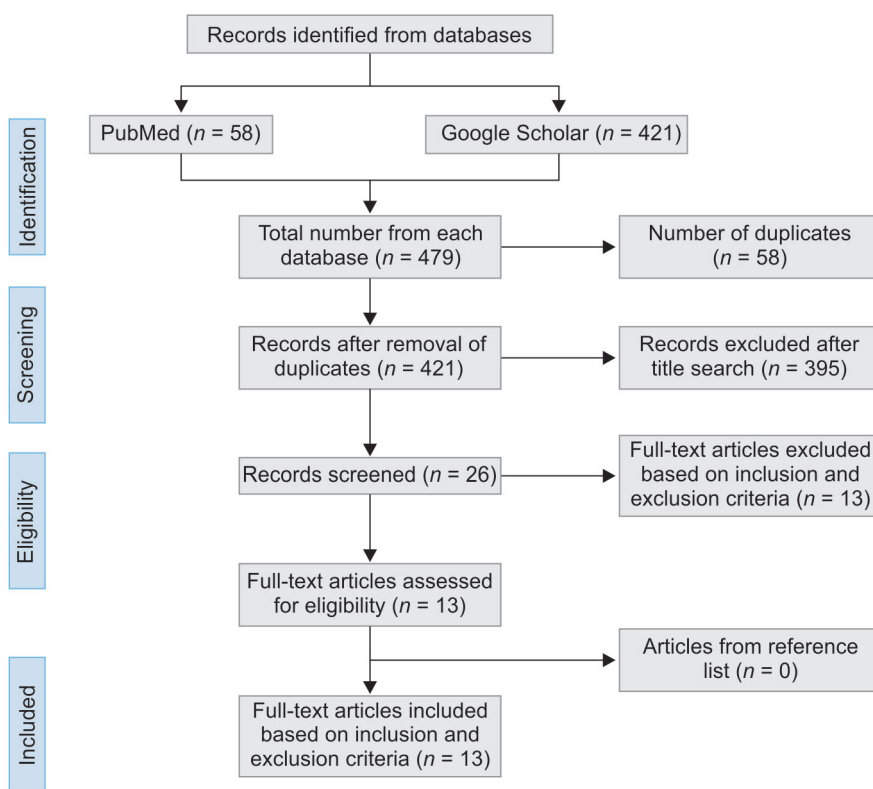 Records identified from databases
PubMed (n = 58)
Google Scholar (n = 421)
Identification
Total number from each
database (n = 479)
Number of duplicates
(n = 58)
Screening
Records after removal of
duplicates (n = 421)
Records excluded after
title search (n = 395)
Eligibility
Records screened (n = 26)
Full-text articles excluded
based on inclusion and
exclusion criteria (n = 13)
Full-text articles assessed
for eligibility (n = 13)
Articles from reference
list (n = 0)
Included
Full-text articles included
based on inclusion and
exclusion criteria (n = 13)